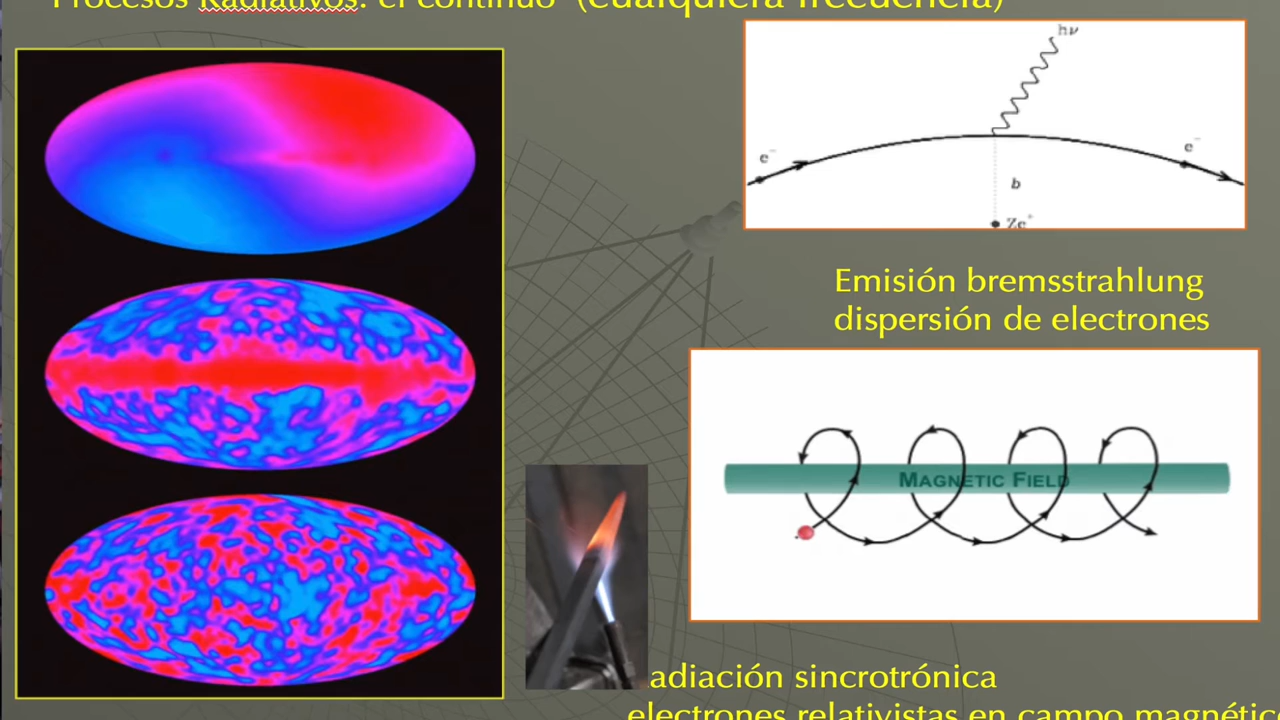 Procesos Radiativos: el continuo (cualquiera frecuencia)
hν
e⁻
e⁻
b
Ze⁺
Emisión bremsstrahlung
dispersión de electrones
MAGNETIC FIELD
adiación sincrotrónica
electrones relativistas en campo magnétic